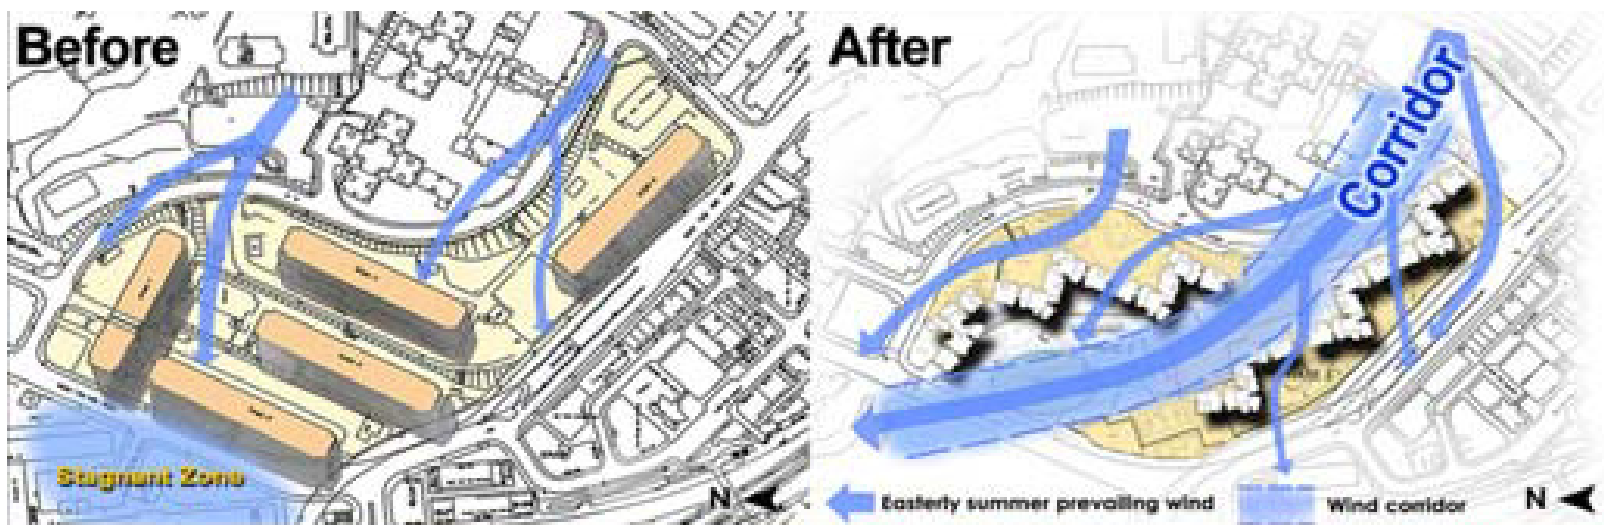 Before
After
Corridor
Stagnant Zone
N
Easterly summer prevailing wind
Wind corridor
N